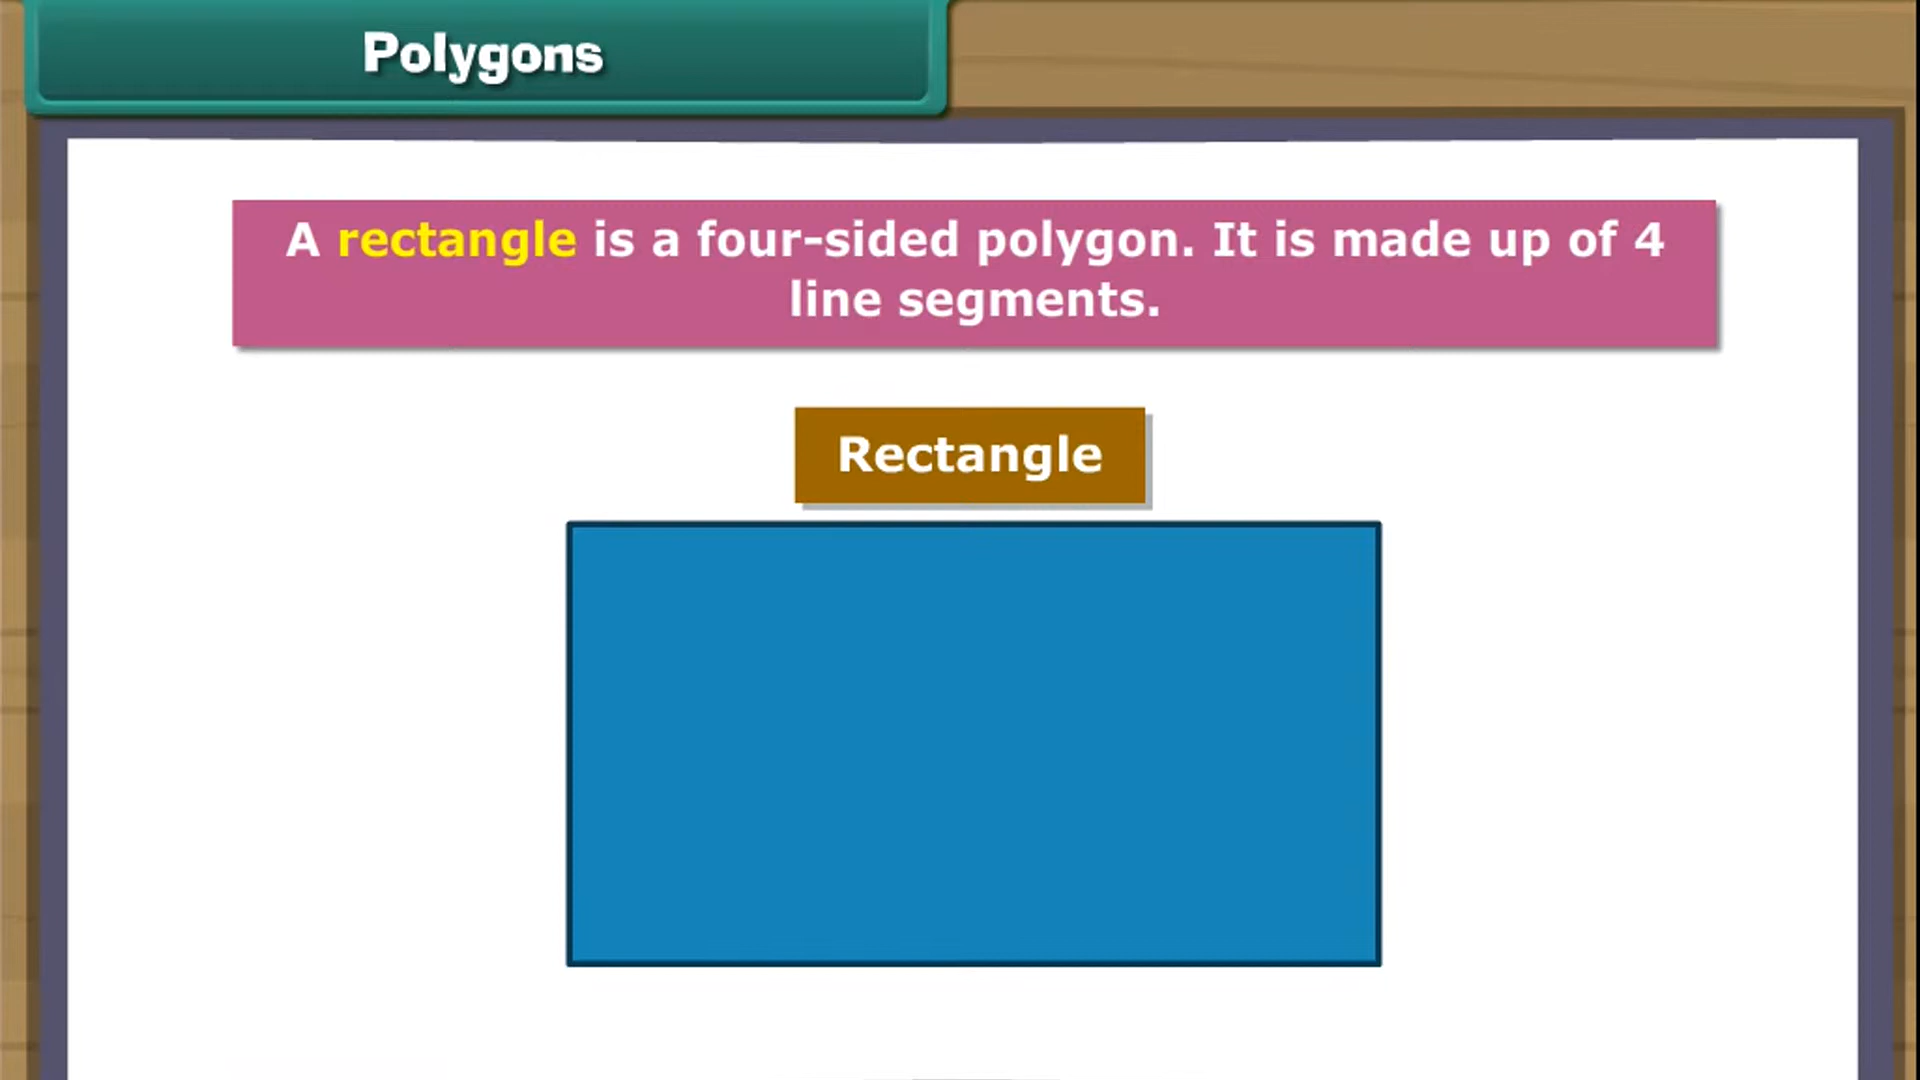 Polygons
A rectangle is a four-sided polygon. It is made up of 4
line segments.
Rectangle